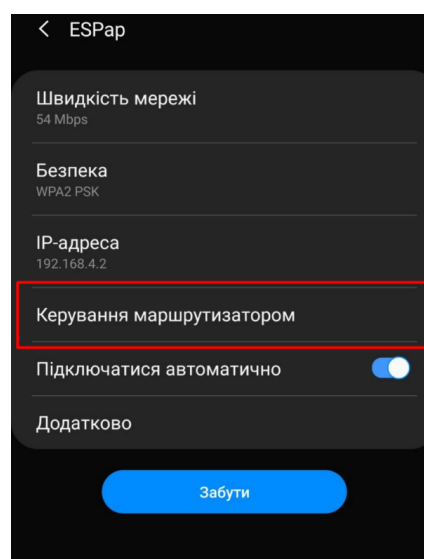 ESPap
Швидкість мережі
54 Mbps
Безпека
WPA2 PSK
IP-адреса
192.168.4.2
Керування маршрутизатором
Підключатися автоматично
Додатково
Забути